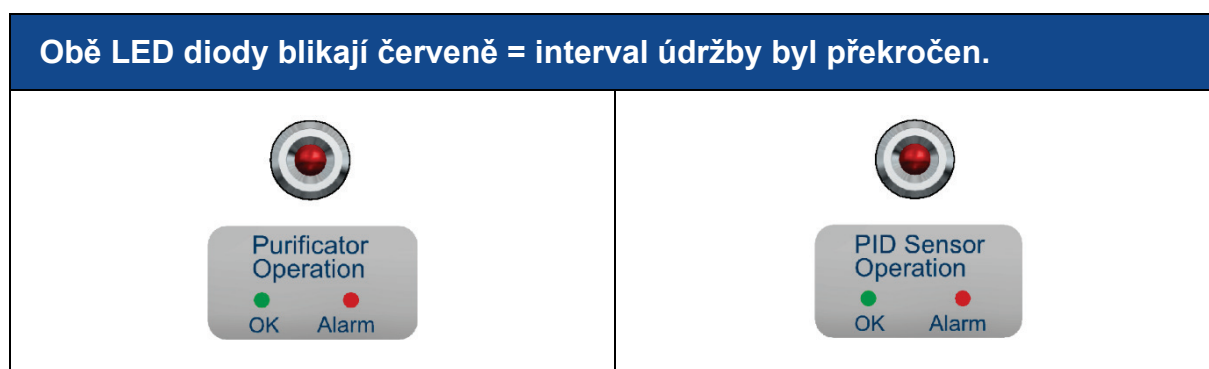 Obě LED diody blikají červeně = interval údržby byl překročen.
Purificator
Operation
OK Alarm
PID Sensor
Operation
OK Alarm